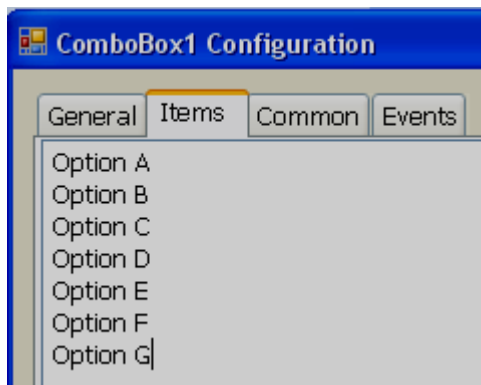 ComboBox1 Configuration
General Items Common Events
Option A
Option B
Option C
Option D
Option E
Option F
Option G